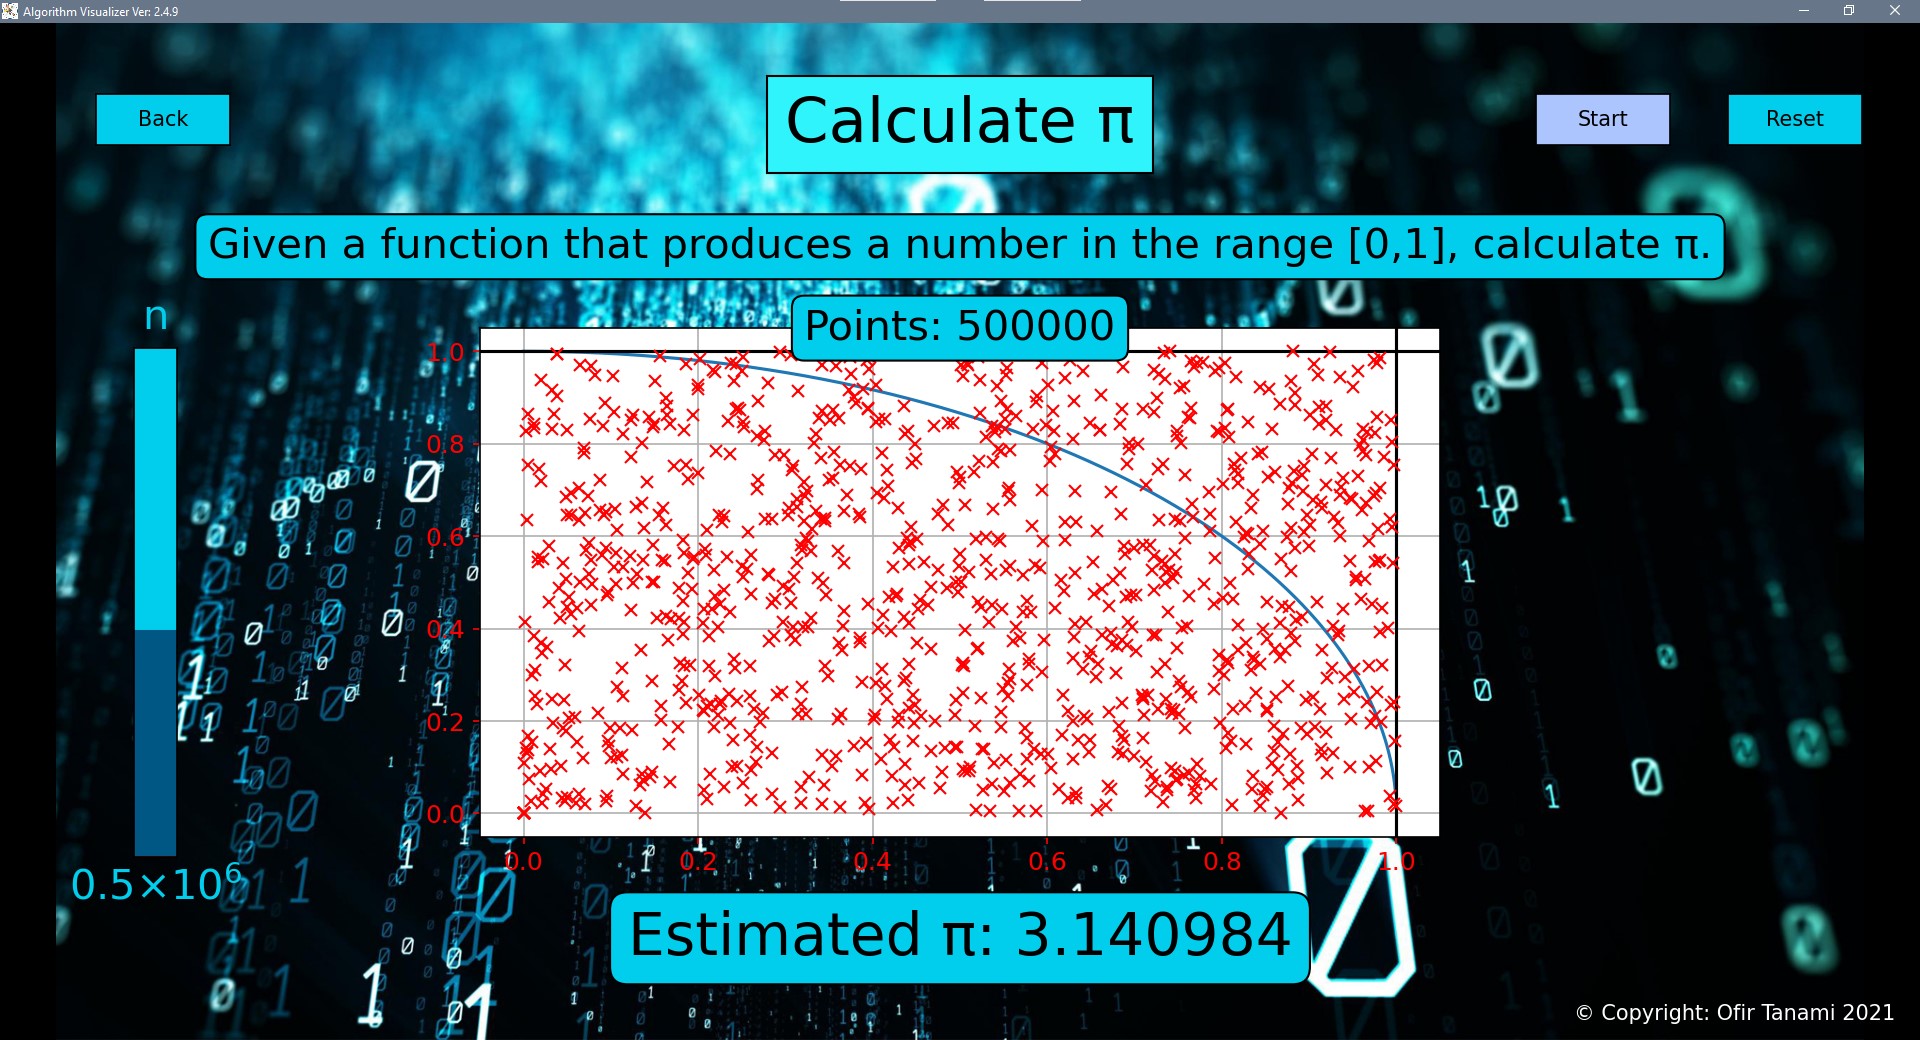 Algorithm Visualizer Ver: 2.4.9
Back
Calculate π
Start
Reset
Given a function that produces a number in the range [0,1], calculate π.
n
Points: 500000
1.0
0.8
0.6
0.4
0.2
0.0
0.0 0.2 0.4 0.6 0.8 1.0
0.5×10⁶
Estimated π: 3.140984
© Copyright: Ofir Tanami 2021